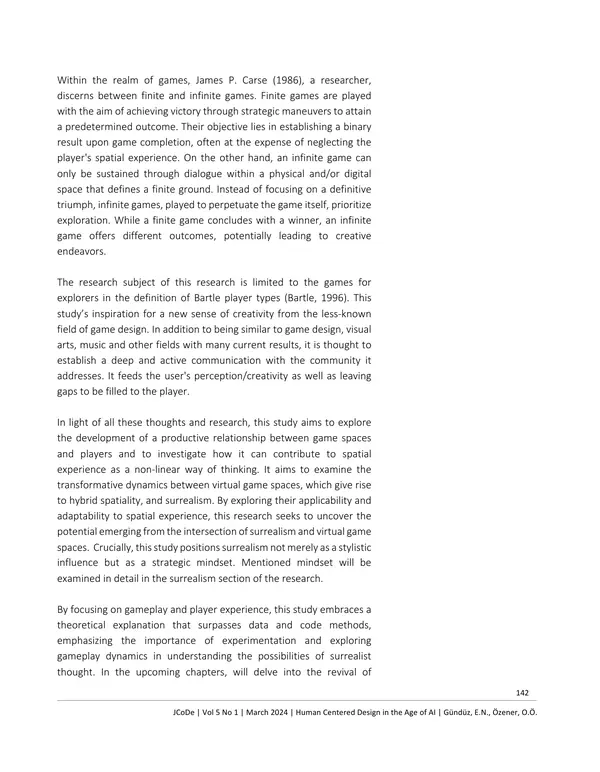 Within the realm of games, James P. Carse (1986), a researcher,
discerns between finite and infinite games. Finite games are played
with the aim of achieving victory through strategic maneuvers to attain
a predetermined outcome. Their objective lies in establishing a binary
result upon game completion, often at the expense of neglecting the
player's spatial experience. On the other hand, an infinite game can
only be sustained through dialogue within a physical and/or digital
space that defines a finite ground. Instead of focusing on a definitive
triumph, infinite games, played to perpetuate the game itself, prioritize
exploration. While a finite game concludes with a winner, an infinite
game offers different outcomes, potentially leading to creative
endeavors.
The research subject of this research is limited to the games for
explorers in the definition of Bartle player types (Bartle, 1996). This
study's inspiration for a new sense of creativity from the less-known
field of game design. In addition to being similar to game design, visual
arts, music and other fields with many current results, it is thought to
establish a deep and active communication with the community it
addresses. It feeds the user's perception/creativity as well as leaving
gaps to be filled to the player.
In light of all these thoughts and research, this study aims to explore
the development of a productive relationship between game spaces
and players and to investigate how it can contribute to spatial
experience as a non-linear way of thinking. It aims to examine the
transformative dynamics between virtual game spaces, which give rise
to hybrid spatiality, and surrealism. By exploring their applicability and
adaptability to spatial experience, this research seeks to uncover the
potential emerging from the intersection of surrealism and virtual game
spaces. Crucially, this study positions surrealism not merely as a stylistic
influence but as a strategic mindset. Mentioned mindset will be
examined in detail in the surrealism section of the research.
By focusing on gameplay and player experience, this study embraces a
theoretical explanation that surpasses data and code methods,
emphasizing the importance of experimentation and exploring
gameplay dynamics in understanding the possibilities of surrealist
thought. In the upcoming chapters, will delve into the revival of
142
JCoDe | Vol 5 No 1 | March 2024 | Human Centered Design in the Age of AI | Gündüz, E.N., Özener, O.Ö.